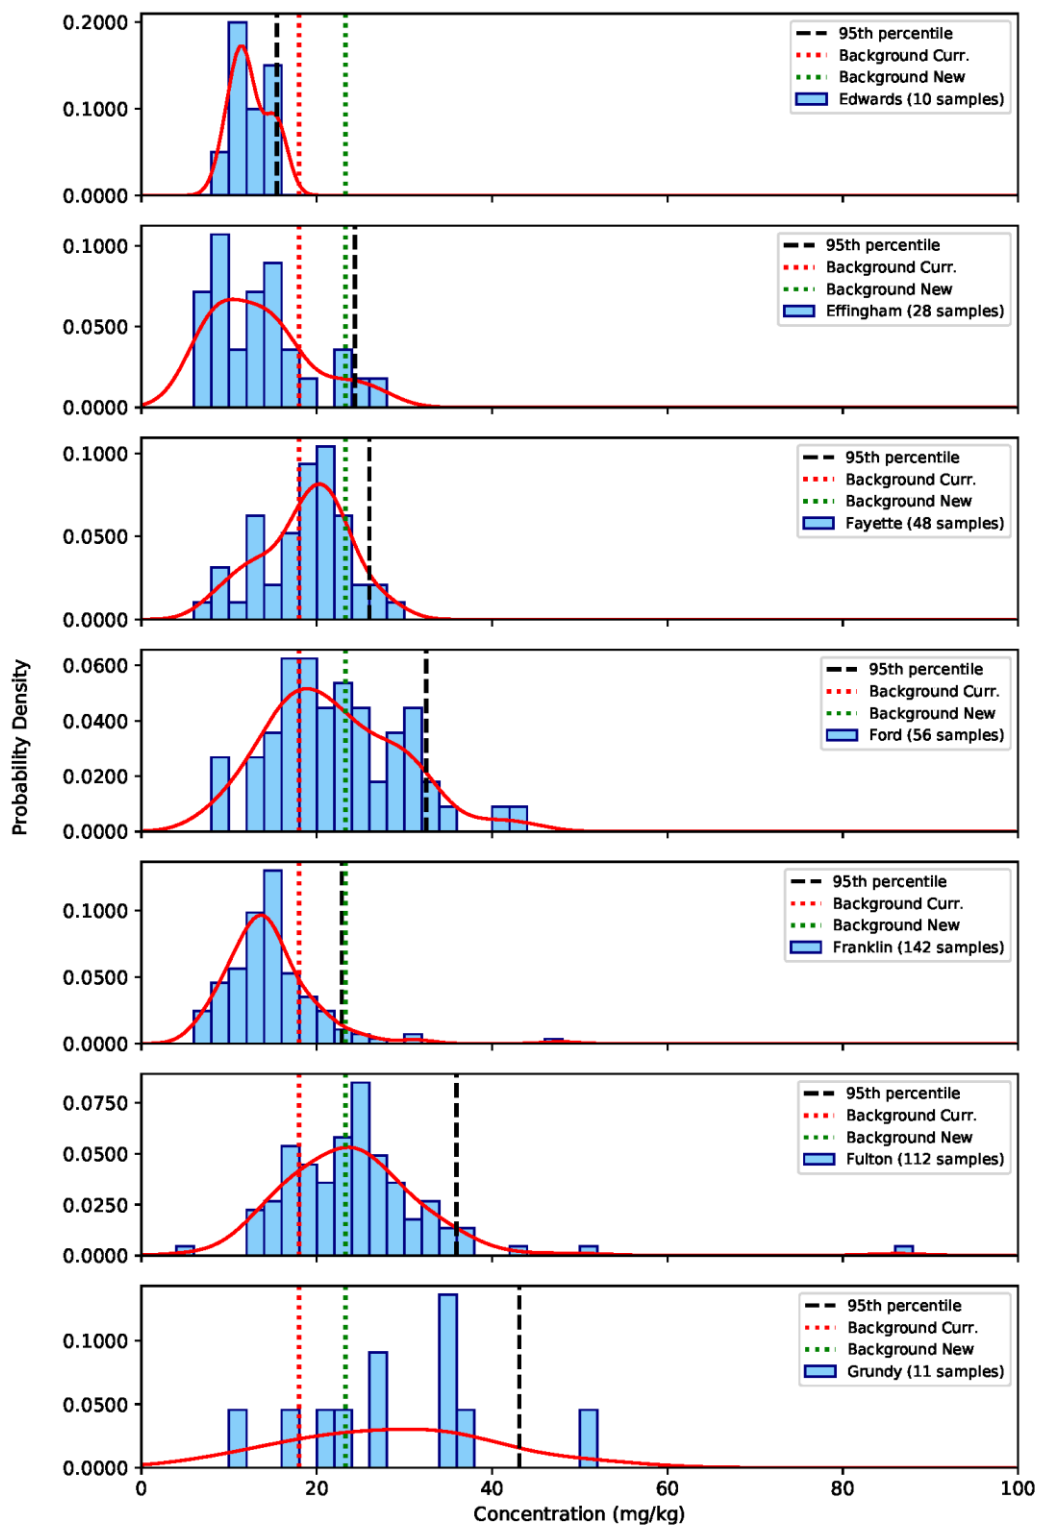 0.2000
0.1000
0.0000
95th percentile
Background Curr.
Background New
Edwards (10 samples)
0.1000
0.0500
0.0000
95th percentile
Background Curr.
Background New
Effingham (28 samples)
0.1000
0.0500
0.0000
95th percentile
Background Curr.
Background New
Fayette (48 samples)
Probability Density
0.0600
0.0400
0.0200
0.0000
95th percentile
Background Curr.
Background New
Ford (56 samples)
0.1000
0.0500
0.0000
95th percentile
Background Curr.
Background New
Franklin (142 samples)
0.0750
0.0500
0.0250
0.0000
95th percentile
Background Curr.
Background New
Fulton (112 samples)
0.1000
0.0500
0.0000
95th percentile
Background Curr.
Background New
Grundy (11 samples)
0 20 40 60 80 100
Concentration (mg/kg)